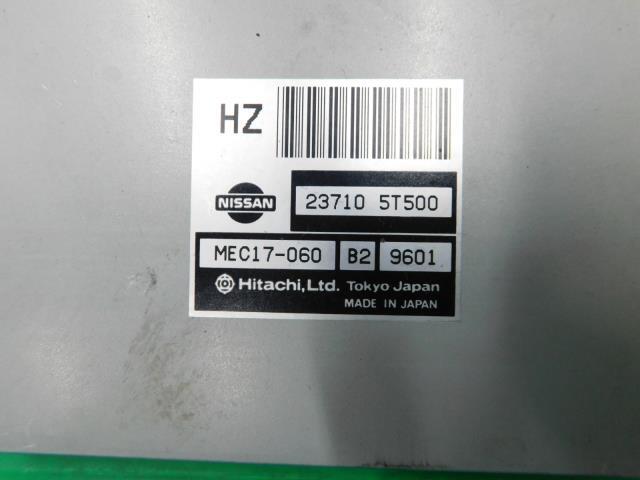 HZ
NISSAN 23710 5T500
MEC17-060 B2 9601
Hitachi,Ltd. Tokyo Japan
MADE IN JAPAN